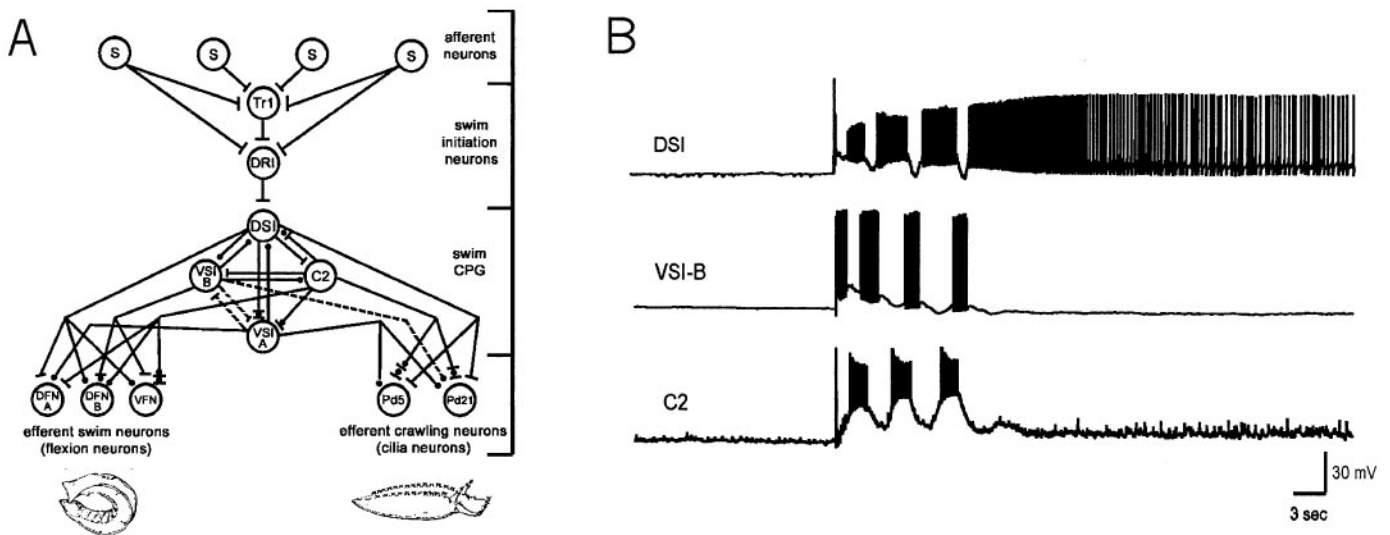 A
B
S
S
S
S
afferent
neurons
Tr1
swim
initiation
neurons
DRI
DSI
swim
CPG
VSI
B
C2
VSI
A
DFN
A
DFN
B
VFN
Pd5
Pd21
efferent swim neurons
(flexion neurons)
efferent crawling neurons
(cilia neurons)
DSI
VSI-B
C2
30 mV
3 sec